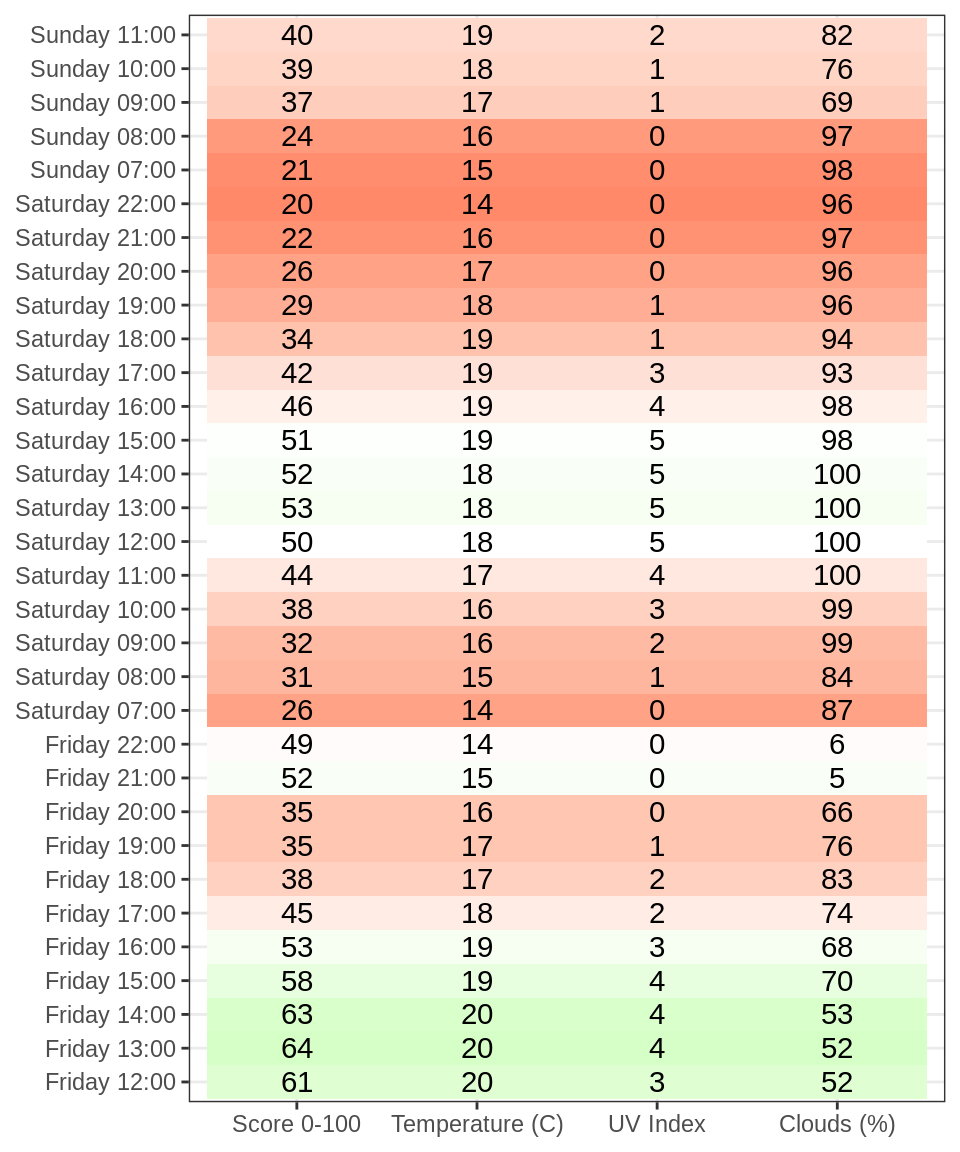 Sunday 11:00 40 19 2 82
Sunday 10:00 39 18 1 76
Sunday 09:00 37 17 1 69
Sunday 08:00 24 16 0 97
Sunday 07:00 21 15 0 98
Saturday 22:00 20 14 0 96
Saturday 21:00 22 16 0 97
Saturday 20:00 26 17 0 96
Saturday 19:00 29 18 1 96
Saturday 18:00 34 19 1 94
Saturday 17:00 42 19 3 93
Saturday 16:00 46 19 4 98
Saturday 15:00 51 19 5 98
Saturday 14:00 52 18 5 100
Saturday 13:00 53 18 5 100
Saturday 12:00 50 18 5 100
Saturday 11:00 44 17 4 100
Saturday 10:00 38 16 3 99
Saturday 09:00 32 16 2 99
Saturday 08:00 31 15 1 84
Saturday 07:00 26 14 0 87
Friday 22:00 49 14 0 6
Friday 21:00 52 15 0 5
Friday 20:00 35 16 0 66
Friday 19:00 35 17 1 76
Friday 18:00 38 17 2 83
Friday 17:00 45 18 2 74
Friday 16:00 53 19 3 68
Friday 15:00 58 19 4 70
Friday 14:00 63 20 4 53
Friday 13:00 64 20 4 52
Friday 12:00 61 20 3 52
Score 0-100 Temperature (C) UV Index Clouds (%)